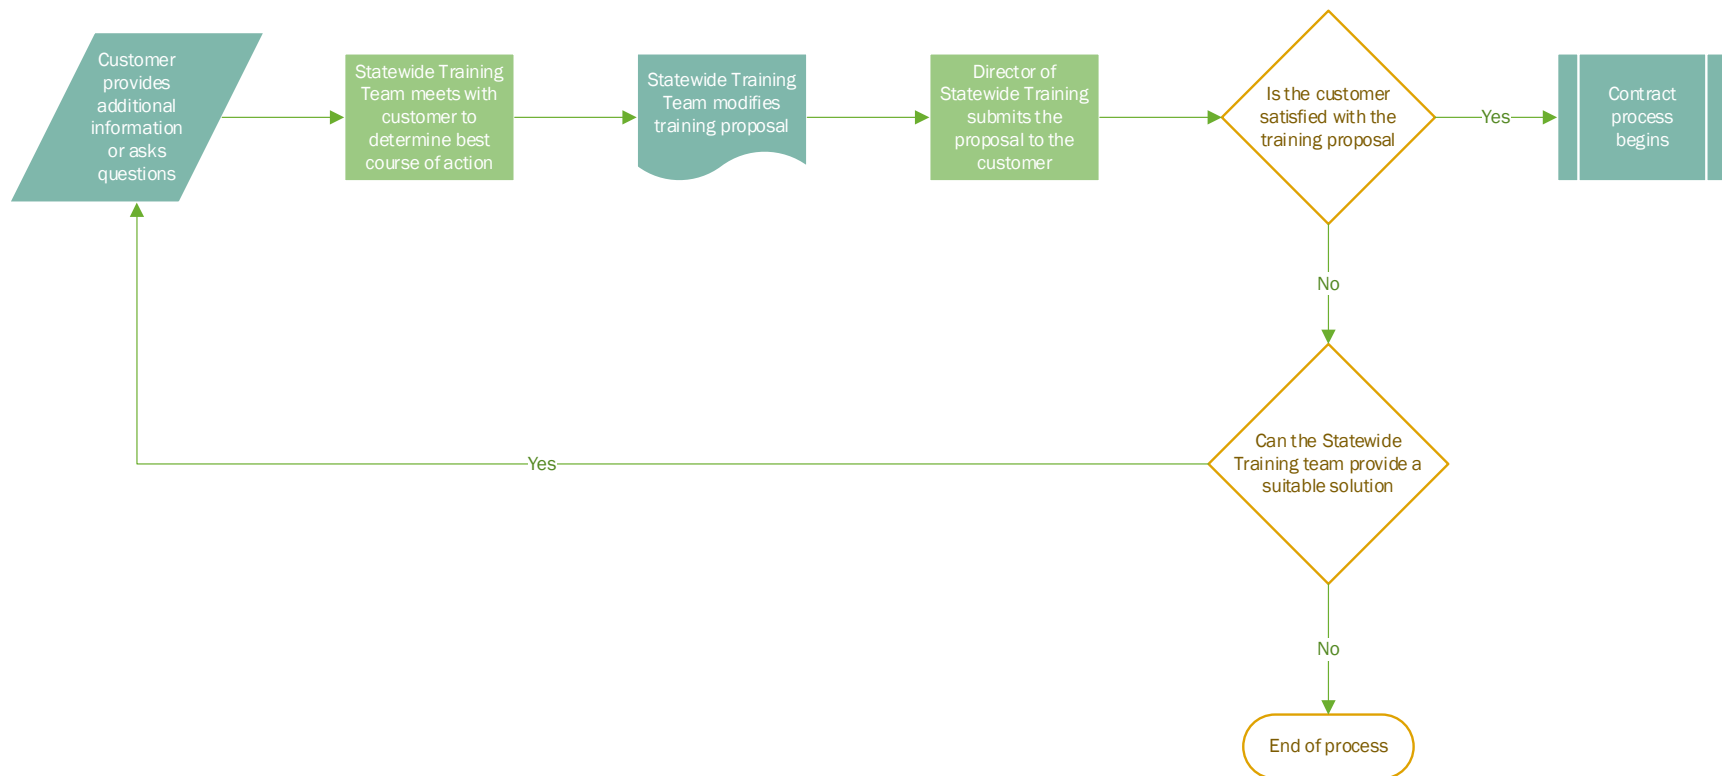 Customer
provides
additional
information
or asks
questions
Statewide Training
Team meets with
customer to
determine best
course of action
Statewide Training
Team modifies
training proposal
Director of
Statewide Training
submits the
proposal to the
customer
Is the customer
satisfied with the
training proposal
Yes
Contract
process
begins
No
Can the Statewide
Training team provide a
suitable solution
Yes
No
End of process